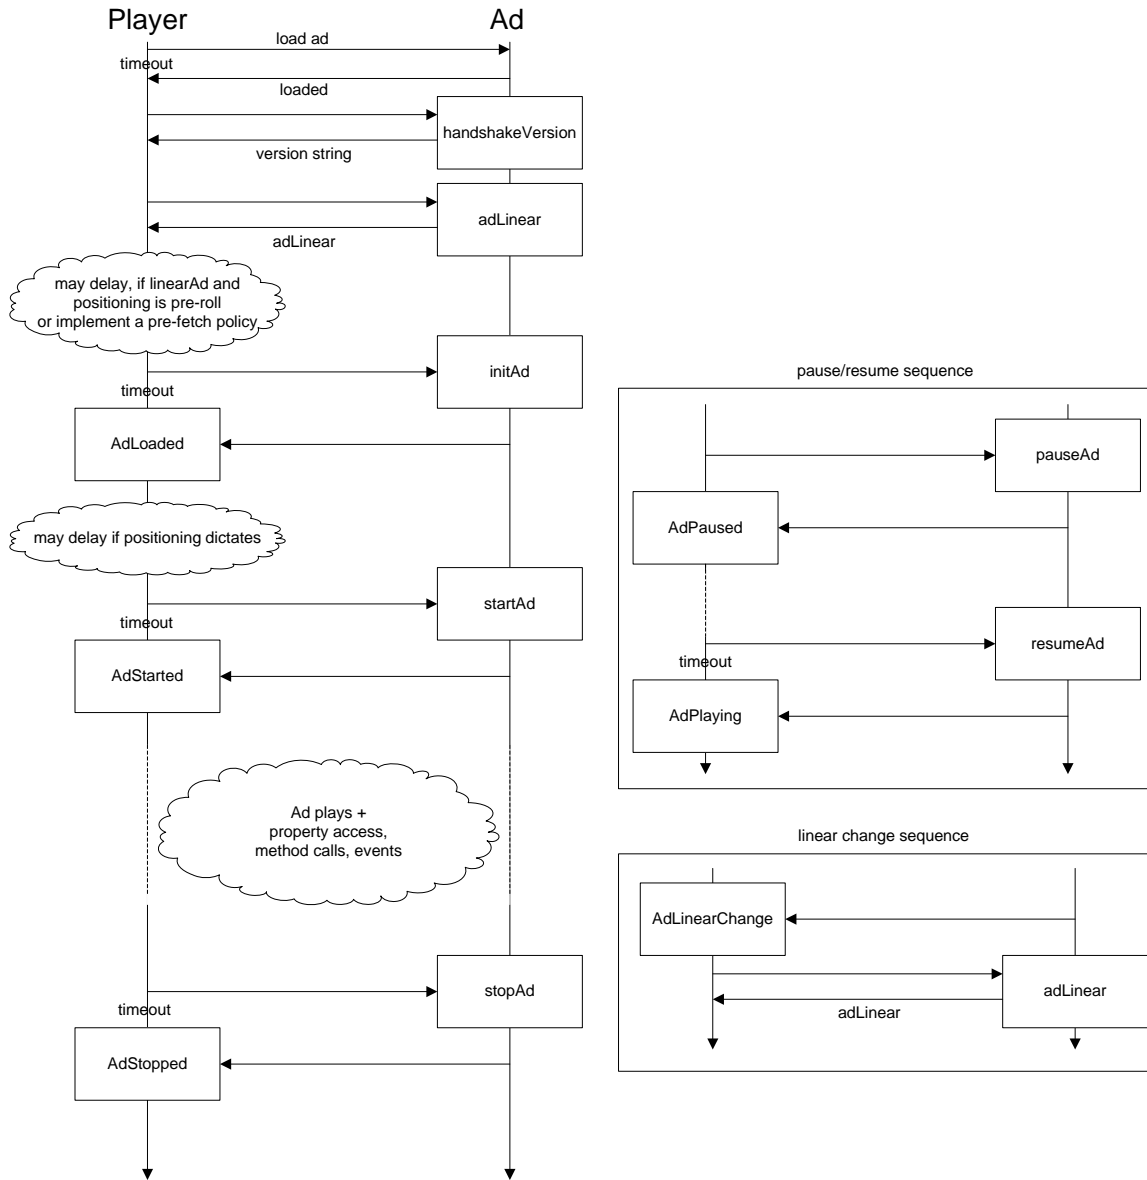 Player
Ad
load ad
timeout
loaded
handshakeVersion
version string
adLinear
adLinear
may delay, if linearAd and
positioning is pre-roll
or implement a pre-fetch policy
initAd
timeout
AdLoaded
may delay if positioning dictates
startAd
timeout
AdStarted
Ad plays +
property access,
method calls, events
stopAd
timeout
AdStopped
pause/resume sequence
pauseAd
AdPaused
resumeAd
timeout
AdPlaying
linear change sequence
AdLinearChange
adLinear
adLinear